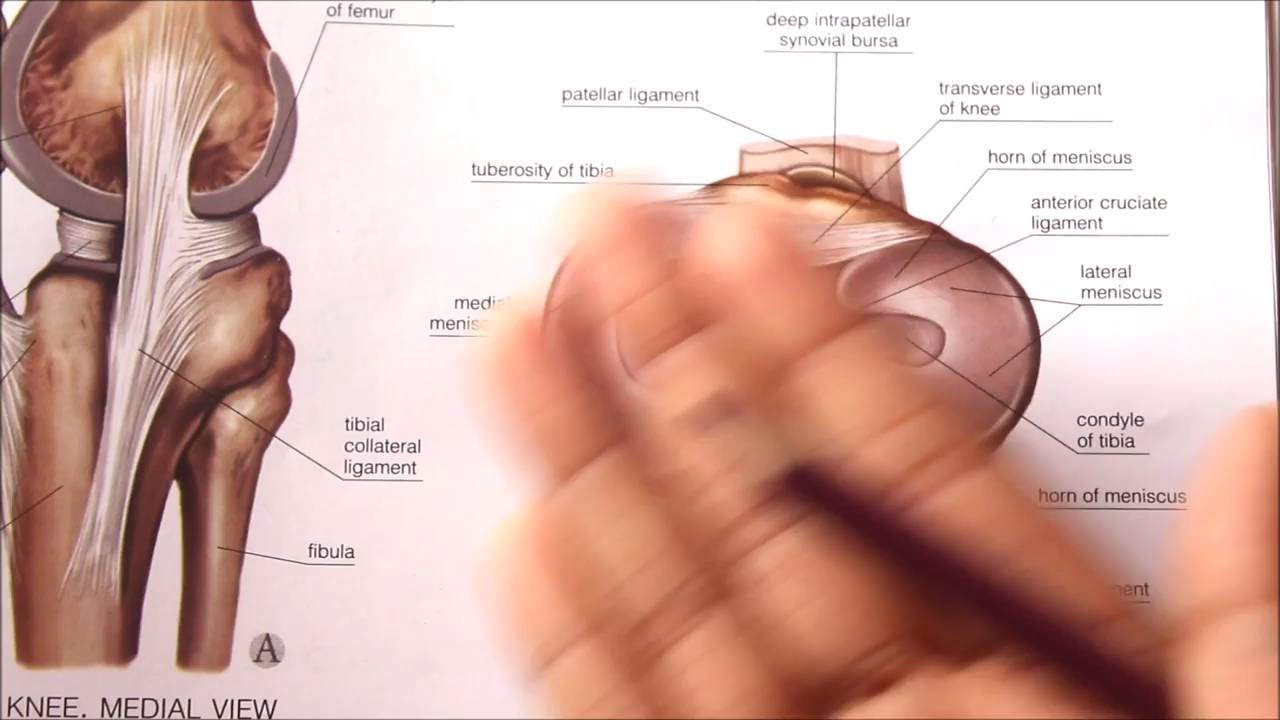 of femur
deep intrapatellar
synovial bursa
patellar ligament
transverse ligament
of knee
tuberosity of tibia
horn of meniscus
anterior cruciate
ligament
lateral
meniscus
condyle
of tibia
tibial
collateral
ligament
horn of meniscus
fibula
A
KNEE. MEDIAL VIEW